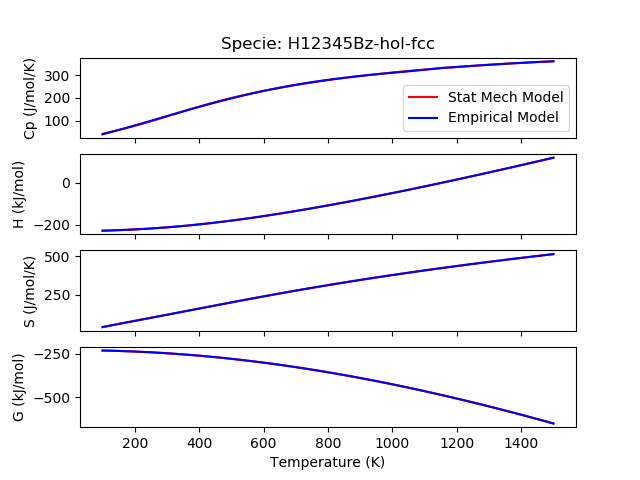 Specie: H12345Bz-hol-fcc
Cp (J/mol/K)
300
200
100
Stat Mech Model
Empirical Model
H (kJ/mol)
0
−200
S (J/mol/K)
500
250
G (kJ/mol)
−250
−500
200 400 600 800 1000 1200 1400
Temperature (K)